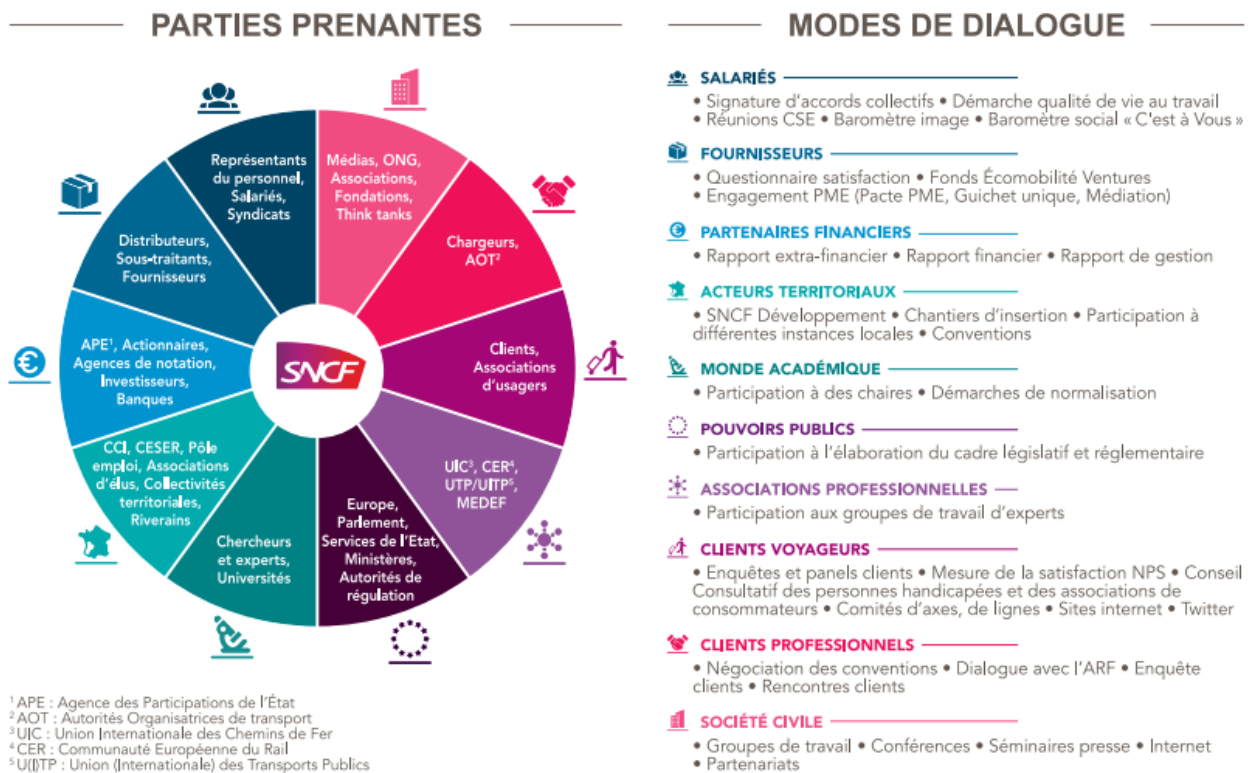 PARTIES PRENANTES
Représentants
du personnel,
Salariés,
Syndicats
Médias, ONG,
Associations,
Fondations,
Think tanks
Chargeurs,
AOT²
Clients,
Associations
d'usagers
UIC³, CER⁴,
UTP/UITP⁵,
MEDEF
Europe,
Parlement,
Services de l'Etat,
Ministères,
Autorités de
régulation
Chercheurs
et experts,
Universités
CCI, CESER, Pôle
emploi, Associations
d'élus, Collectivités
territoriales,
Riverains
APE¹, Actionnaires,
Agences de notation,
Investisseurs,
Banques
Distributeurs,
Sous-traitants,
Fournisseurs
SNCF
¹ APE : Agence des Participations de l'État
² AOT : Autorités Organisatrices de transport
³ UIC : Union Internationale des Chemins de Fer
⁴ CER : Communauté Européenne du Rail
⁵ U(I)TP : Union (Internationale) des Transports Publics
MODES DE DIALOGUE
SALARIÉS
• Signature d'accords collectifs • Démarche qualité de vie au travail
• Réunions CSE • Baromètre image • Baromètre social « C'est à Vous »
FOURNISSEURS
• Questionnaire satisfaction • Fonds Écomobilité Ventures
• Engagement PME (Pacte PME, Guichet unique, Médiation)
PARTENAIRES FINANCIERS
• Rapport extra-financier • Rapport financier • Rapport de gestion
ACTEURS TERRITORIAUX
• SNCF Développement • Chantiers d'insertion • Participation à
différentes instances locales • Conventions
MONDE ACADÉMIQUE
• Participation à des chaires • Démarches de normalisation
POUVOIRS PUBLICS
• Participation à l'élaboration du cadre législatif et réglementaire
ASSOCIATIONS PROFESSIONNELLES
• Participation aux groupes de travail d'experts
CLIENTS VOYAGEURS
• Enquêtes et panels clients • Mesure de la satisfaction NPS • Conseil
Consultatif des personnes handicapées et des associations de
consommateurs • Comités d'axes, de lignes • Sites internet • Twitter
CLIENTS PROFESSIONNELS
• Négociation des conventions • Dialogue avec l'ARF • Enquête
clients • Rencontres clients
SOCIÉTÉ CIVILE
• Groupes de travail • Conférences • Séminaires presse • Internet
• Partenariats